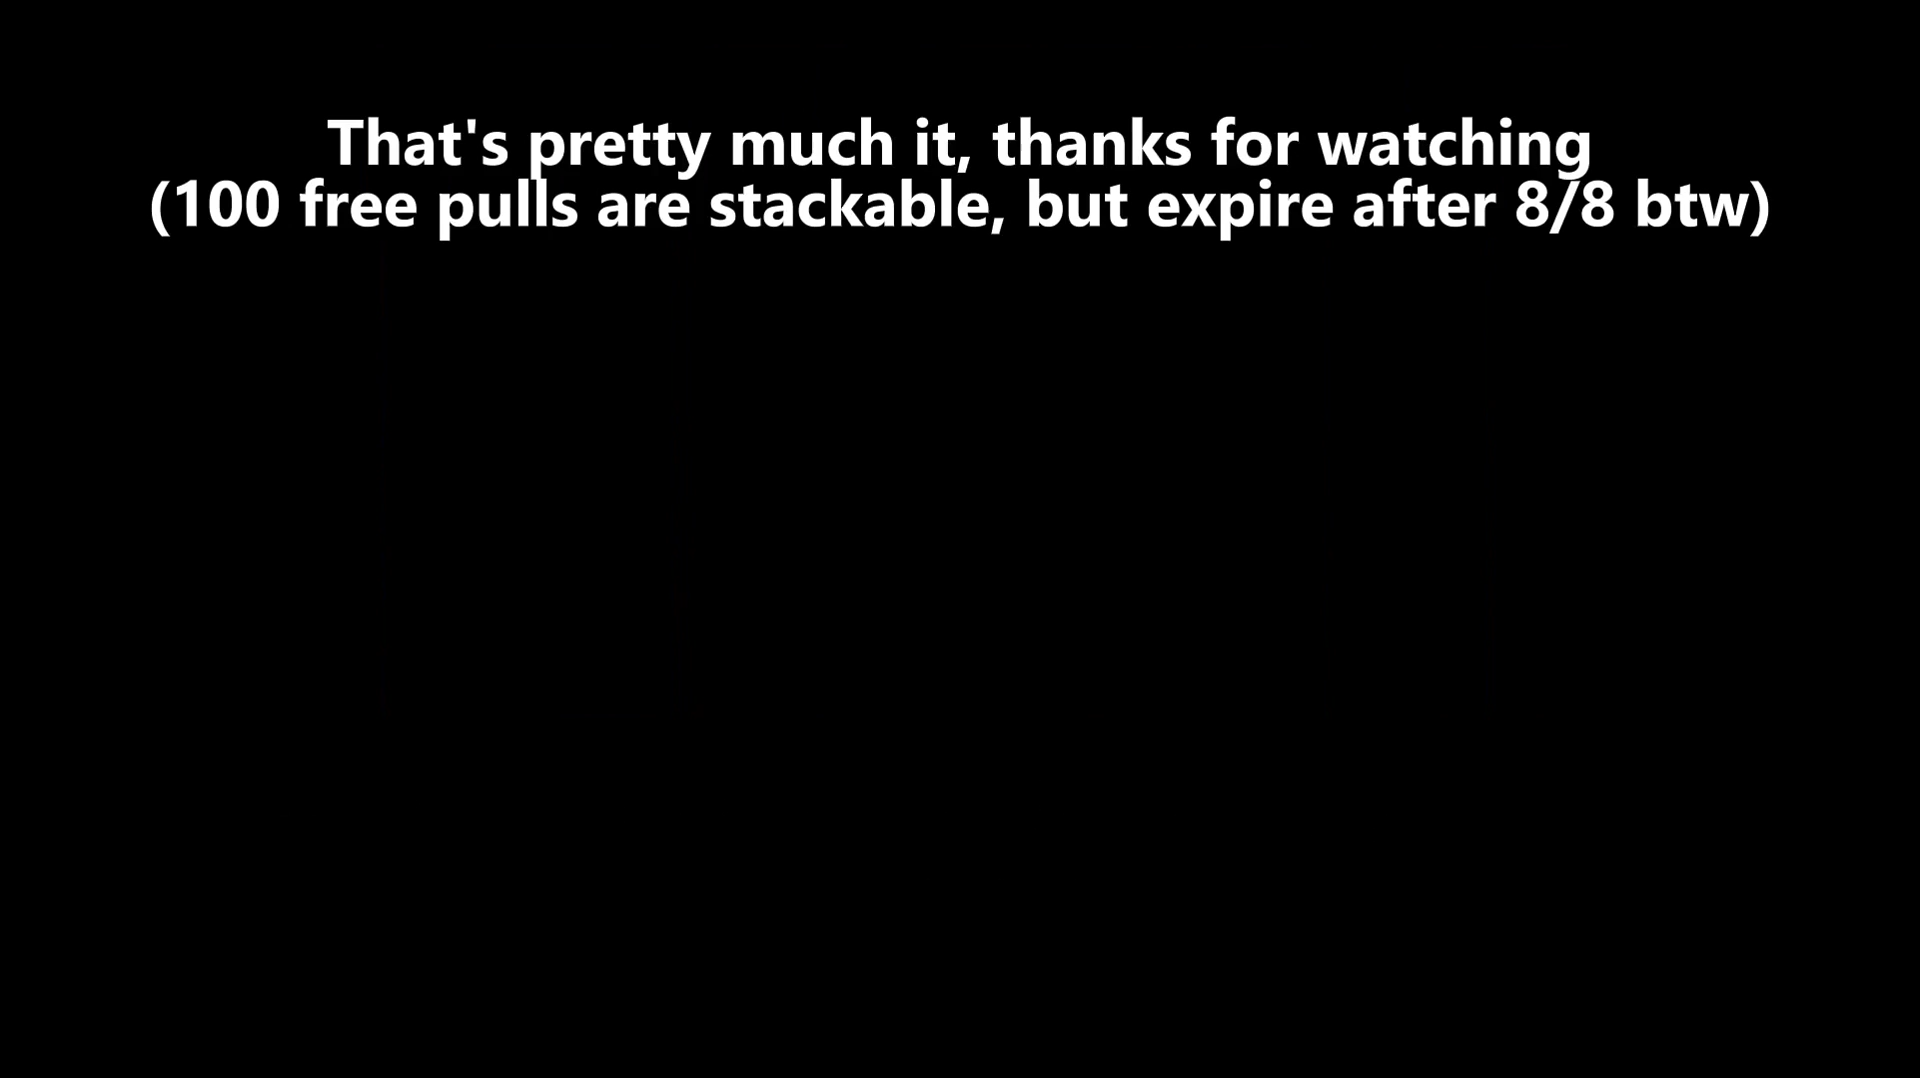 That's pretty much it, thanks for watching
(100 free pulls are stackable, but expire after 8/8 btw)